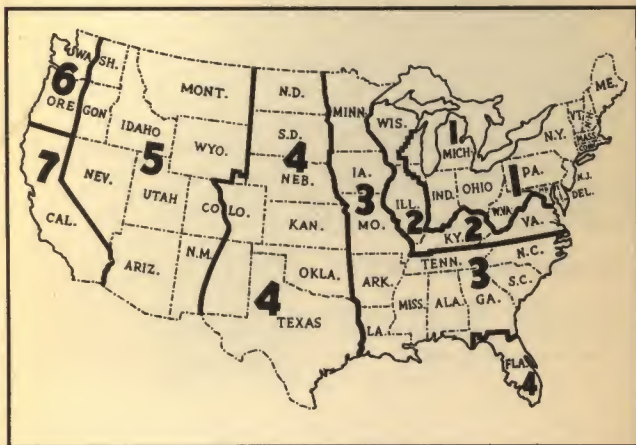 WASH.
MONT.
N.D.
MINN.
ME.
6
ORE GON
IDAHO
5
WYO.
S.D.
4
WIS.
1
MICH.
N.Y.
VT.
MASS.
NEB.
IA.
3
1
PA.
N.J.
DEL.
7
NEV.
UTAH
COLO.
ILL.
2
IND.
OHIO
W.VA.
VA.
CAL.
KAN.
MO.
KY.
2
ARIZ.
N.M.
OKLA.
ARK.
TENN.
3
N.C.
S.C.
4
TEXAS
MISS.
ALA.
GA.
LA.
FLA.
4